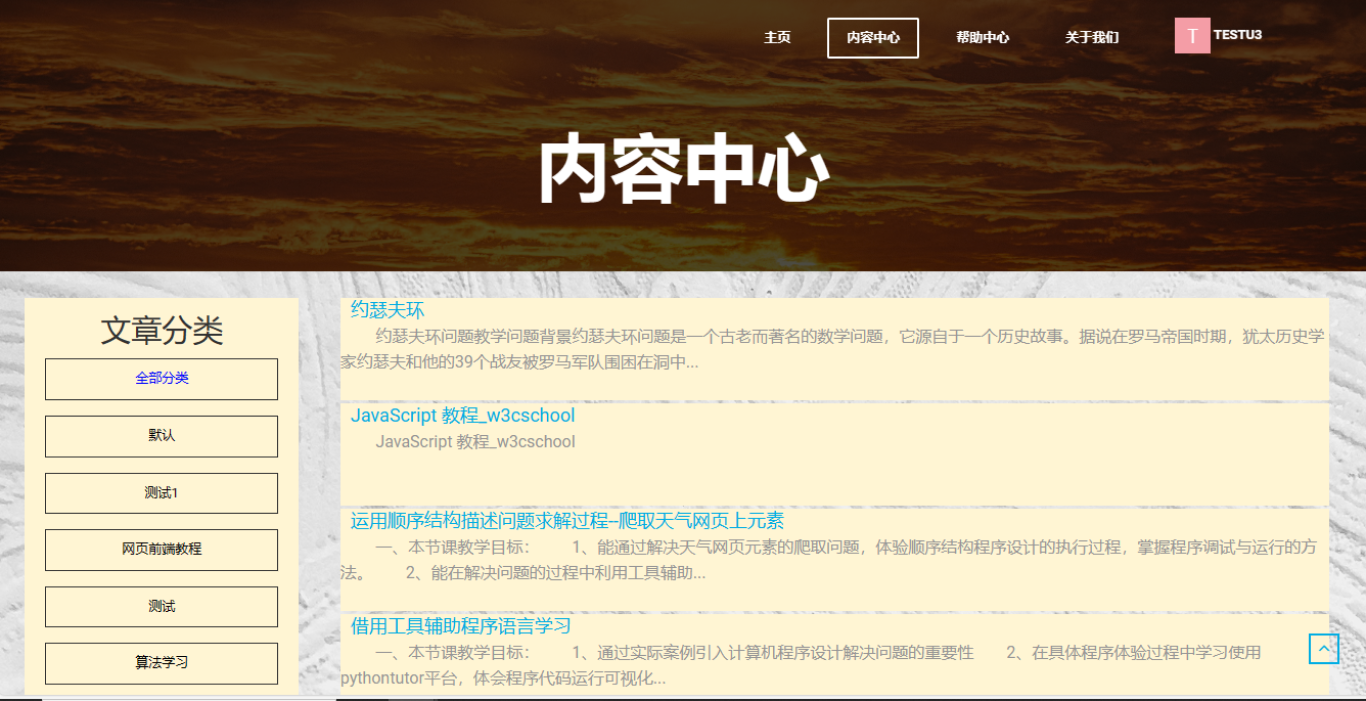 主页
内容中心
帮助中心
关于我们
T TESTU3
内容中心
文章分类
全部分类
默认
测试1
网页前端教程
测试
算法学习
约瑟夫环
约瑟夫环问题教学问题背景约瑟夫环问题是一个古老而著名的数学问题，它源自于一个历史故事。据说在罗马帝国时期，犹太历史学
家约瑟夫和他的39个战友被罗马军队围困在洞中...
JavaScript 教程_w3cschool
JavaScript 教程_w3cschool
运用顺序结构描述问题求解过程--爬取天气网页上元素
一、本节课教学目标： 1、能通过解决天气网页元素的爬取问题，体验顺序结构程序设计的执行过程，掌握程序调试与运行的方
法。 2、能在解决问题的过程中利用工具辅助...
借用工具辅助程序语言学习
一、本节课教学目标： 1、通过实际案例引入计算机程序设计解决问题的重要性 2、在具体程序体验过程中学习使用
pythontutor平台，体会程序代码运行可视化...